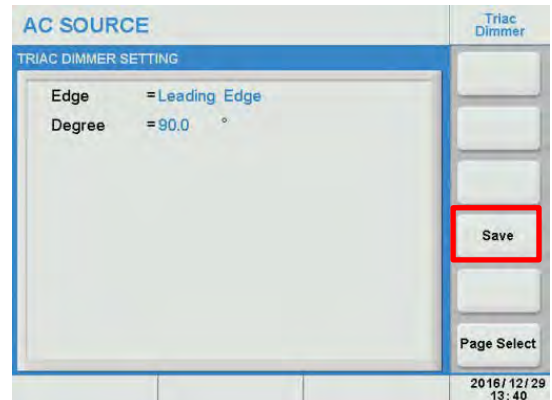 AC SOURCE
Triac
Dimmer
TRIAC DIMMER SETTING
Edge =Leading Edge
Degree =90.0 °
Save
Page Select
2016/12/29
13:40